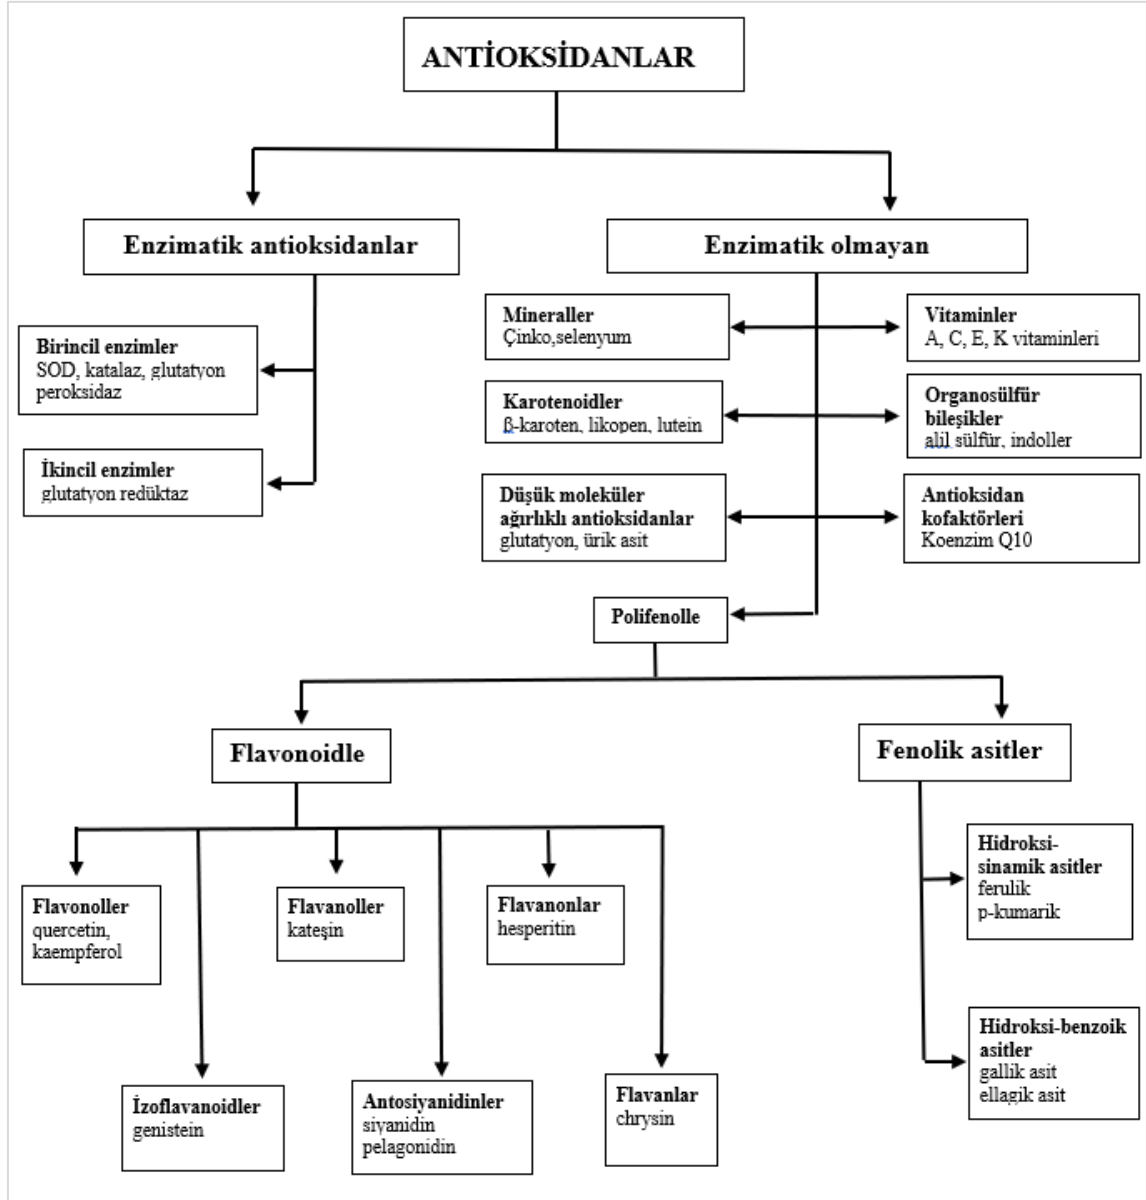 ANTİOKSİDANLAR
Enzimatik antioksidanlar
Enzimatik olmayan
Birincil enzimler
SOD, katalaz, glutatyon
peroksidaz
İkincil enzimler
glutatyon redüktaz
Mineraller
Çinko,selenyum
Vitaminler
A, C, E, K vitaminleri
Karotenoidler
β-karoten, likopen, lutein
Organosülfür
bileşikler
alil sülfür, indoller
Düşük moleküler
ağırlıklı antioksidanlar
glutatyon, ürik asit
Antioksidan
kofaktörleri
Koenzim Q10
Polifenolle
Flavonoidle
Fenolik asitler
Flavonoller
quercetin,
kaempferol
Flavanoller
kateşin
Flavanonlar
hesperitin
İzoflavanoidler
genistein
Antosiyanidinler
siyanidin
pelagonidin
Flavanlar
chrysin
Hidroksi-
sinamik asitler
ferulik
p-kumarik
Hidroksi-benzoik
asitler
gallik asit
ellagik asit